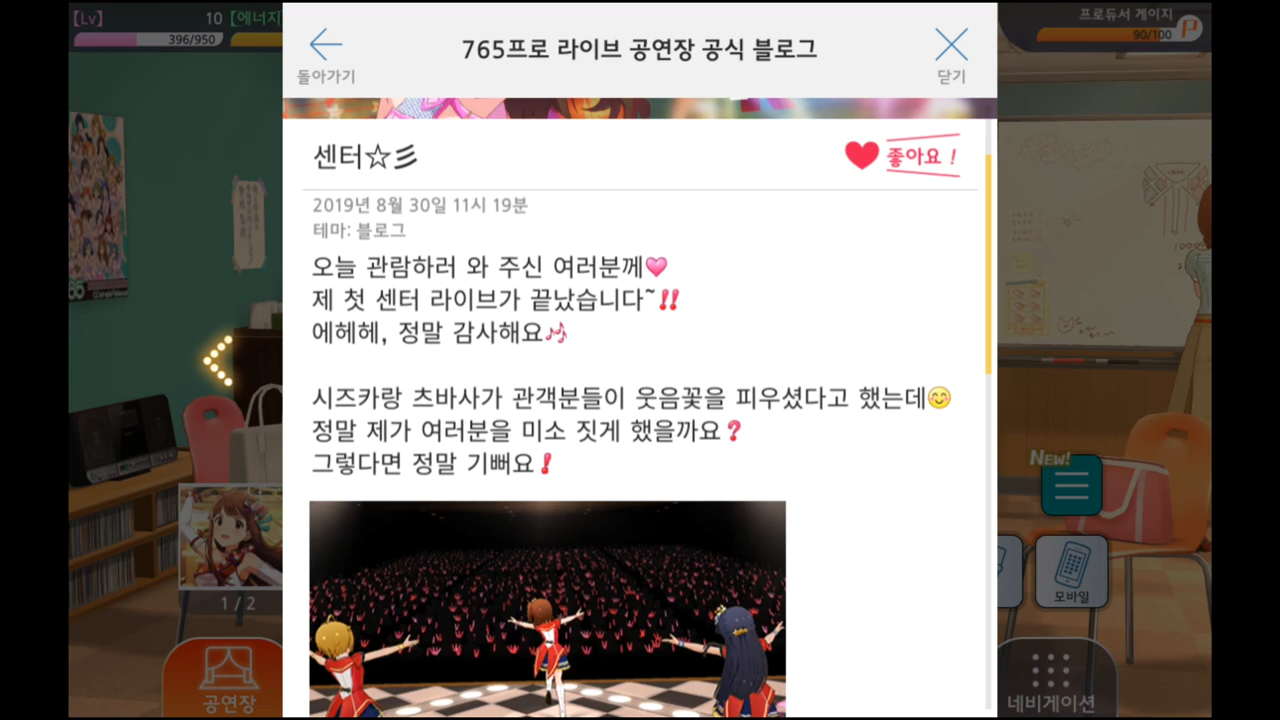 【Lv】
10
【에너지
396/950
프로듀서 게이지
90/100
돌아가기
765프로 라이브 공연장 공식 블로그
닫기
센터☆彡
좋아요 !
2019년 8월 30일 11시 19분
테마: 블로그
오늘 관람하러 와 주신 여러분께💗
제 첫 센터 라이브가 끝났습니다~‼
에헤헤, 정말 감사해요🎶
시즈카랑 츠바사가 관객분들이 웃음꽃을 피우셨다고 했는데😊
정말 제가 여러분을 미소 짓게 했을까요❓
그렇다면 정말 기뻐요❗
1 / 2
공연장
NEW!
모바일
네비게이션